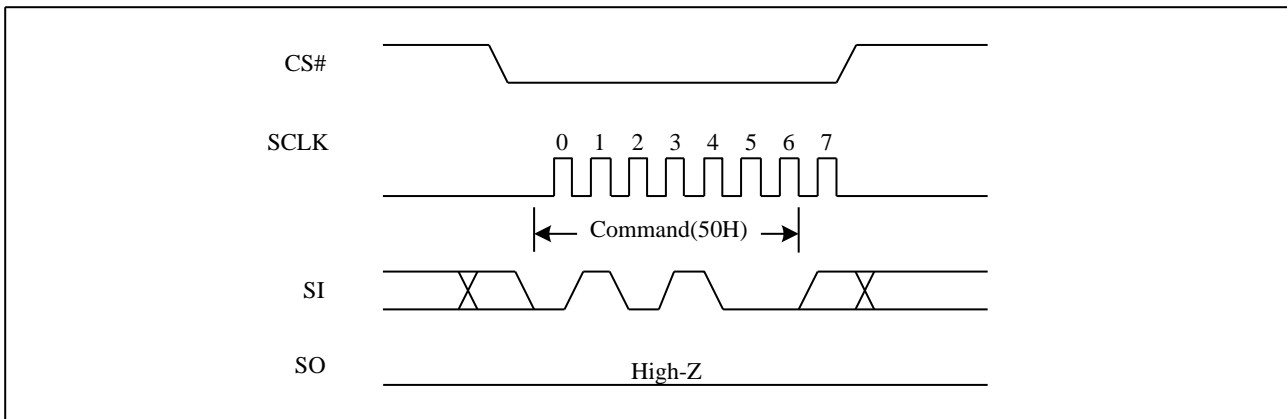 CS#
SCLK
0 1 2 3 4 5 6 7
Command(50H)
SI
SO
High-Z